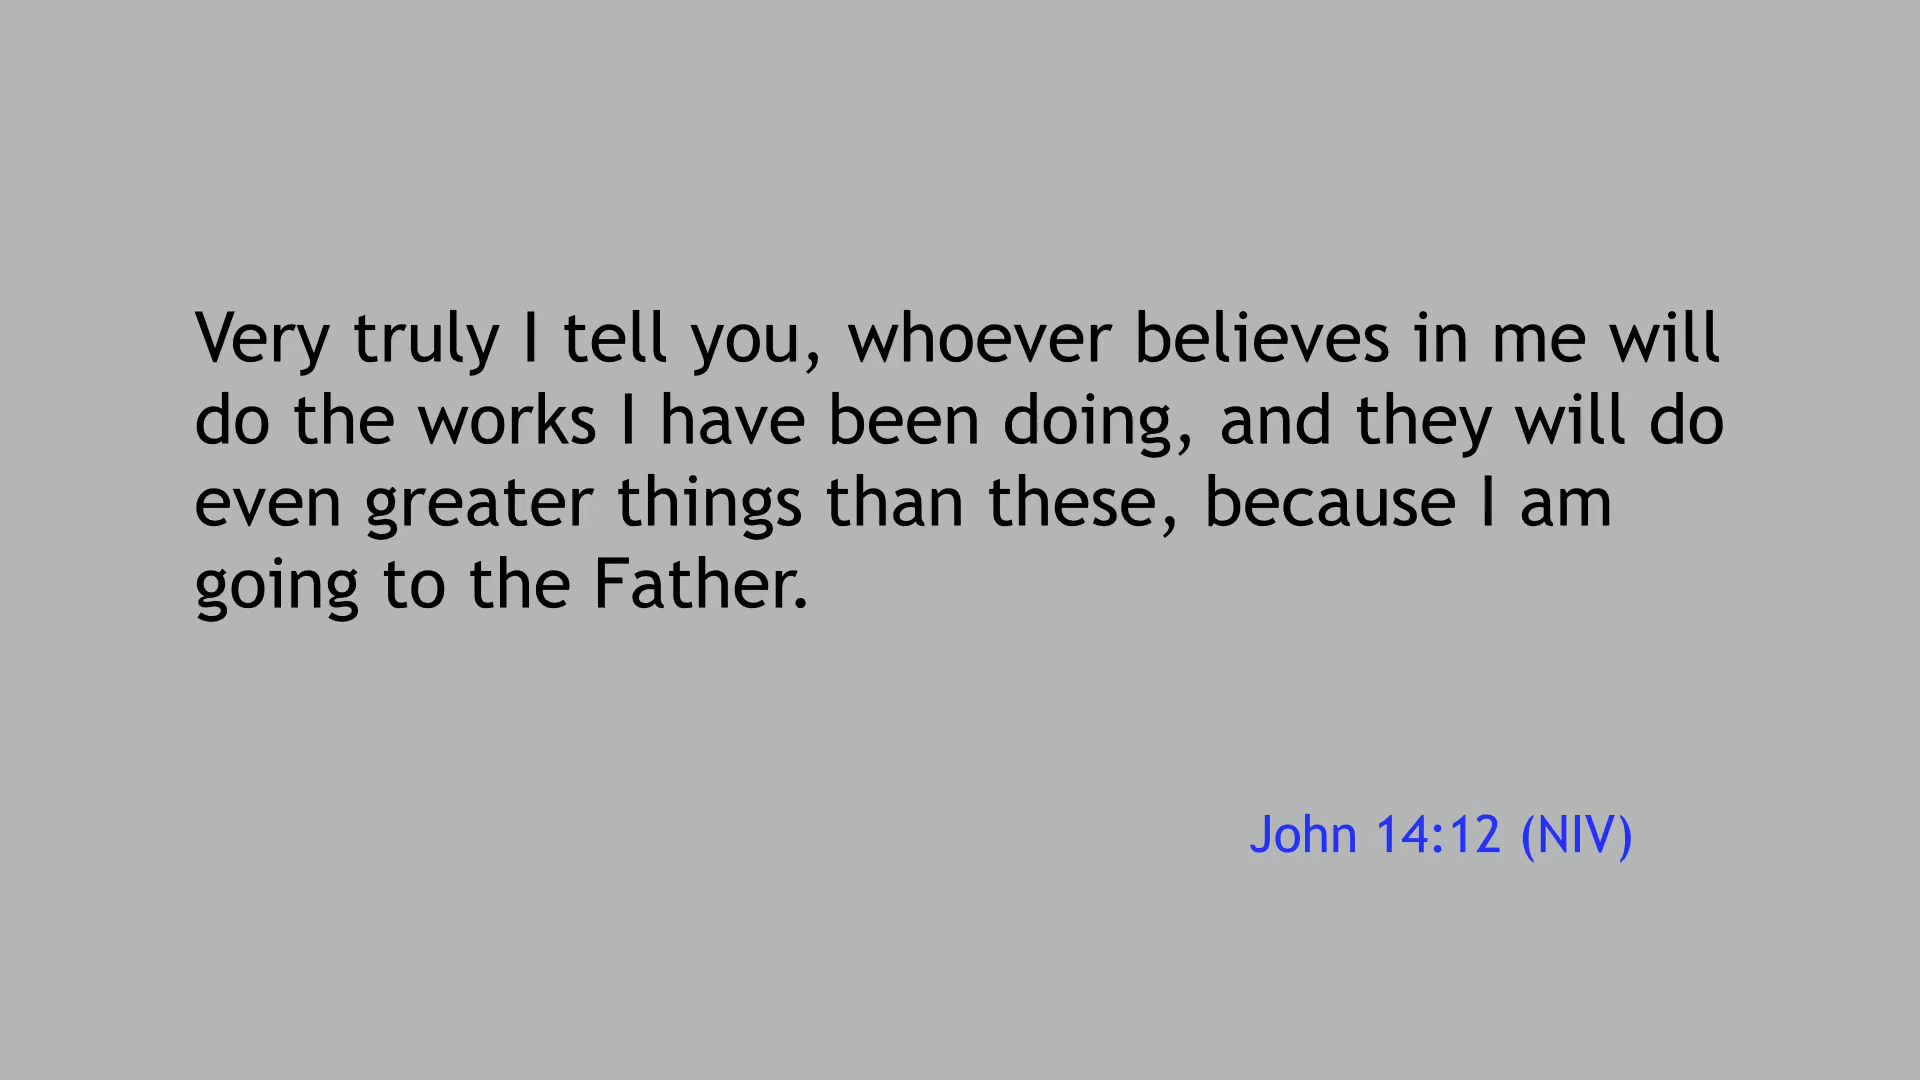 Very truly I tell you, whoever believes in me will
do the works I have been doing, and they will do
even greater things than these, because I am
going to the Father.
John 14:12 (NIV)